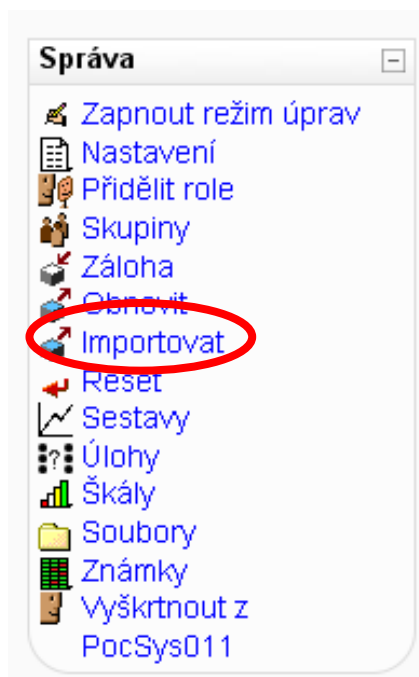 Správa
Zapnout režim úprav
Nastavení
Přidělit role
Skupiny
Záloha
Obnovit
Importovat
Reset
Sestavy
Úlohy
Škály
Soubory
Známky
Vyškrtnout z
PocSys011